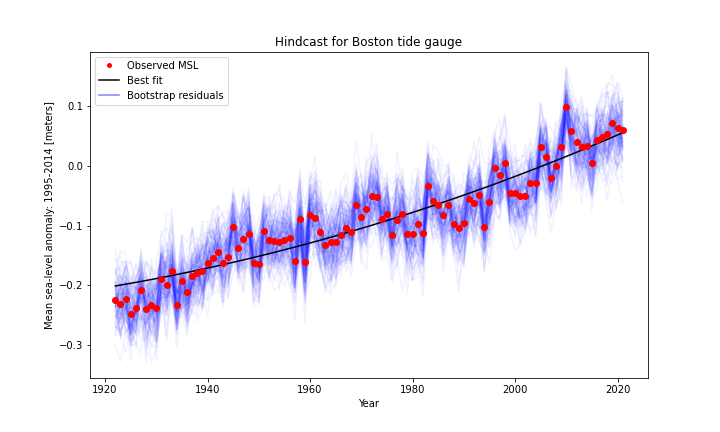 Hindcast for Boston tide gauge
Observed MSL
Best fit
Bootstrap residuals
Mean sea-level anomaly: 1995-2014 [meters]
0.1
0.0
−0.1
−0.2
−0.3
1920
1940
1960
1980
2000
2020
Year